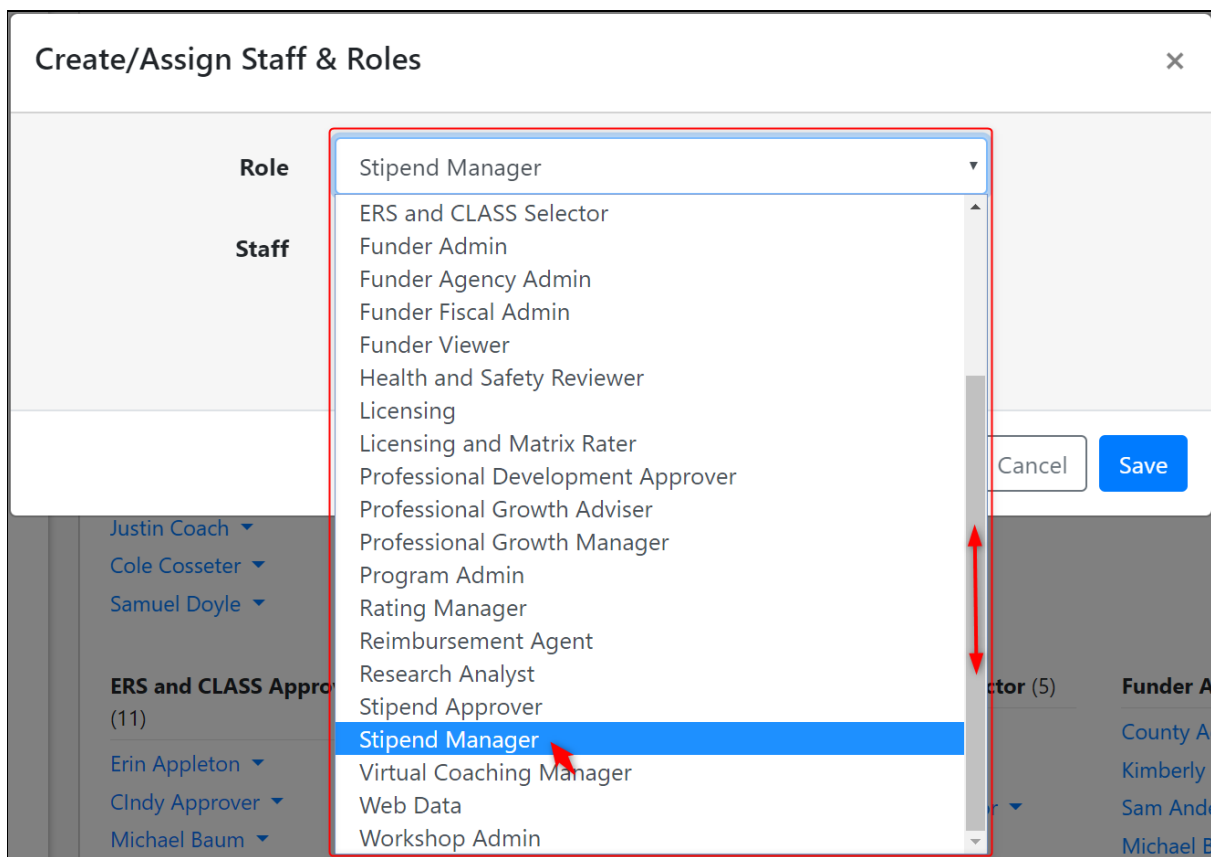 Create/Assign Staff & Roles
×
Role
Stipend Manager
Staff
ERS and CLASS Selector
Funder Admin
Funder Agency Admin
Funder Fiscal Admin
Funder Viewer
Health and Safety Reviewer
Licensing
Licensing and Matrix Rater
Professional Development Approver
Professional Growth Adviser
Professional Growth Manager
Program Admin
Rating Manager
Reimbursement Agent
Research Analyst
Stipend Approver
Stipend Manager
Virtual Coaching Manager
Web Data
Workshop Admin
Cancel
Save
Justin Coach
Cole Cosseter
Samuel Doyle
ERS and CLASS Appro
(11)
Erin Appleton
CIndy Approver
Michael Baum
ctor (5)
or
Funder A
County A
Kimberly
Sam Ande
Michael B